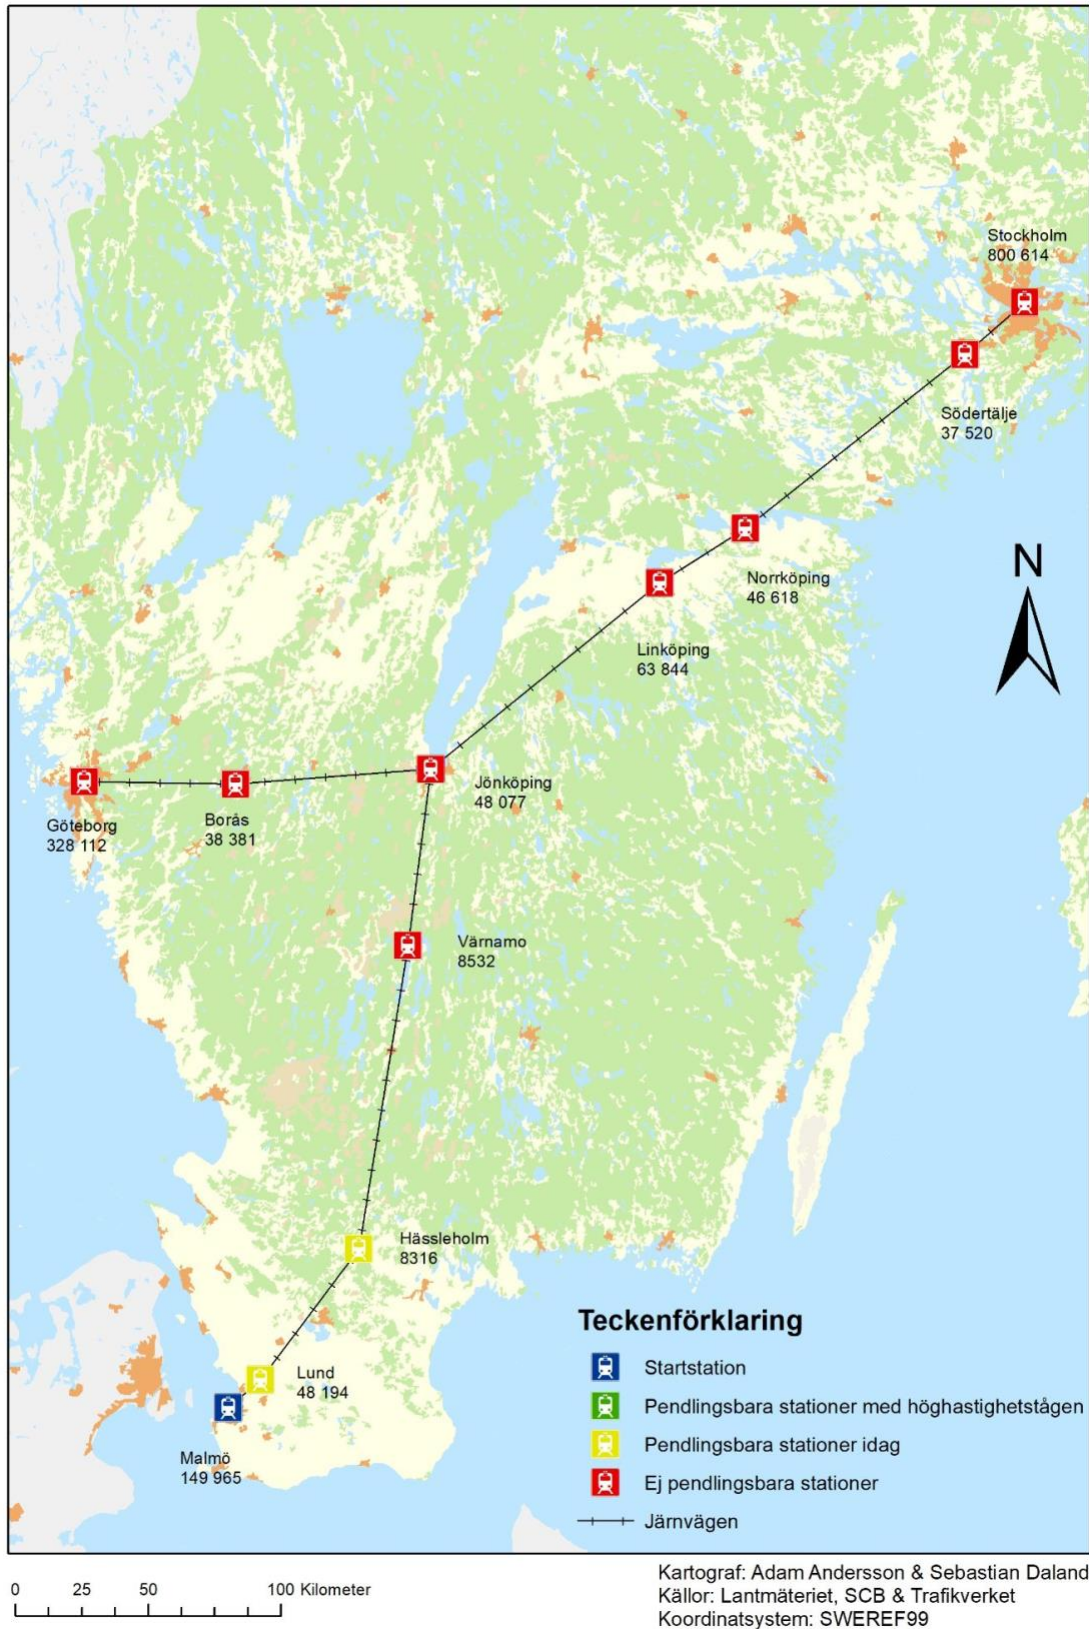 Stockholm
800 614
Södertälje
37 520
N
Norrköping
46 618
Linköping
63 844
Jönköping
48 077
Borås
38 381
Göteborg
328 112
Värnamo
8532
Hässleholm
8316
Lund
48 194
Malmö
149 965
Teckenförklaring
Startstation
Pendlingsbara stationer med höghastighetstågen
Pendlingsbara stationer idag
Ej pendlingsbara stationer
Järnvägen
0 25 50 100 Kilometer
Kartograf: Adam Andersson & Sebastian Daland
Källor: Lantmäteriet, SCB & Trafikverket
Koordinatsystem: SWEREF99